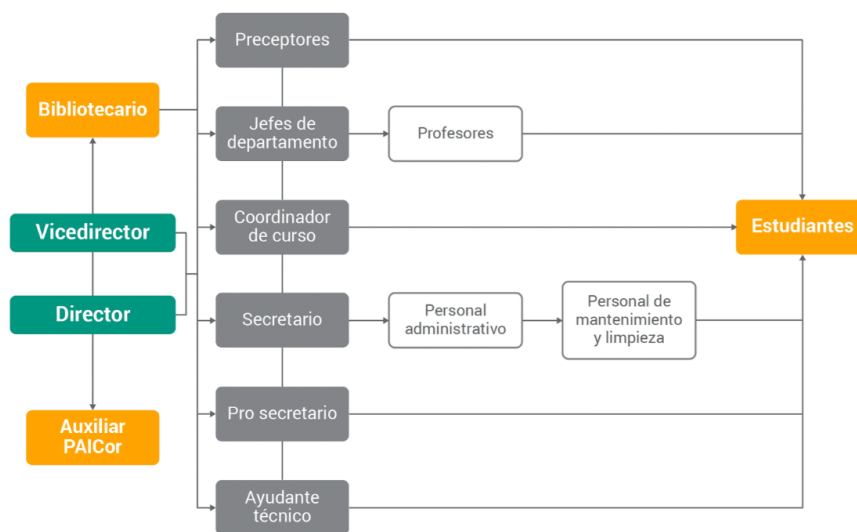 Preceptores
Bibliotecario
Jefes de
departamento
Profesores
Vicedirector
Coordinador
de curso
Estudiantes
Director
Secretario
Personal
administrativo
Personal de
mantenimiento
y limpieza
Auxiliar
PAICor
Pro secretario
Ayudante
técnico